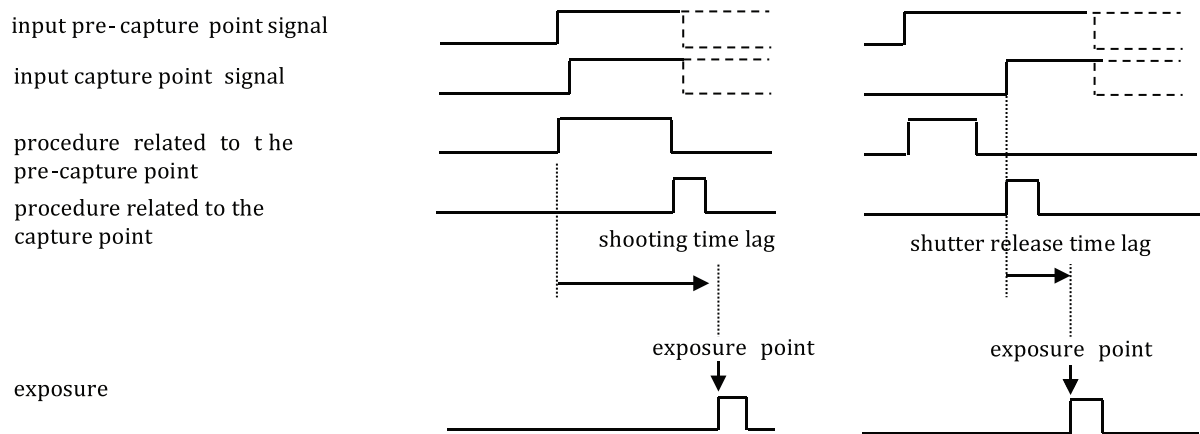 input pre-capture point signal
input capture point signal
procedure related to t he
pre-capture point
procedure related to the
capture point
shooting time lag
shutter release time lag
exposure point
exposure point
exposure